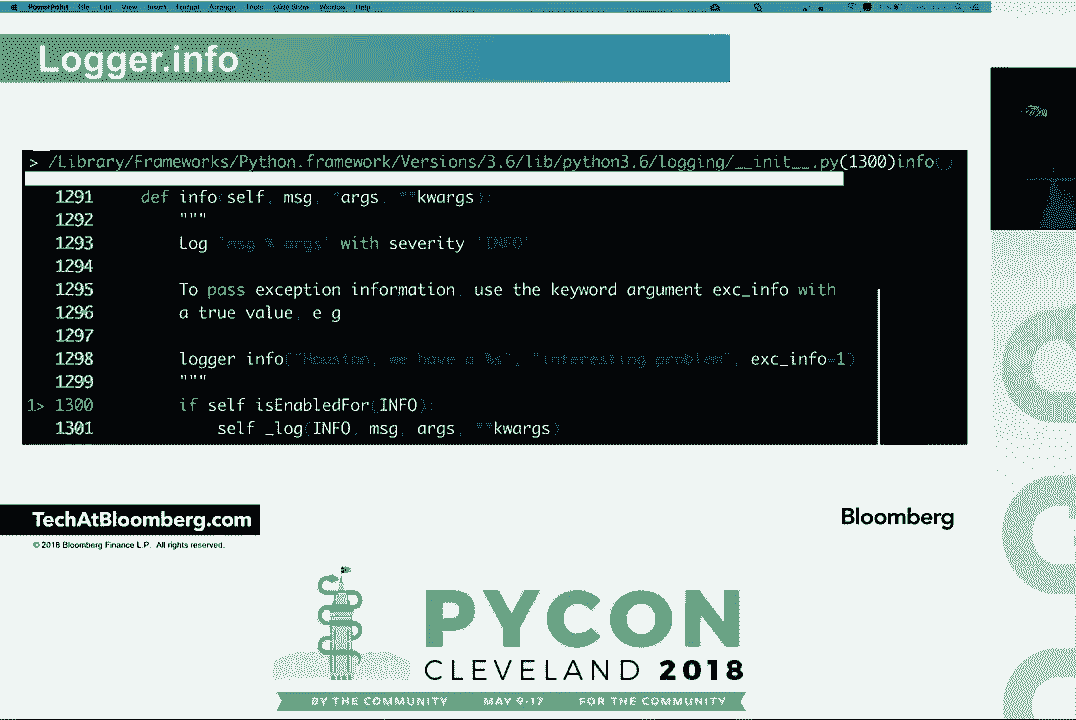 PowerPoint File Edit View Insert Format Arrange Tools Slide Show Window Help
Logger.info
> /Library/Frameworks/Python.framework/Versions/3.6/lib/python3.6/logging/__init__.py(1300)info()
1291 def info(self, msg, *args, **kwargs):
1292 """
1293 Log 'msg % args' with severity 'INFO'
1294
1295 To pass exception information, use the keyword argument exc_info with
1296 a true value, e g
1297
1298 logger info("Houston, we have a %s", "interesting problem", exc_info=1)
1299 """
1> 1300 if self isEnabledFor(INFO):
1301 self _log(INFO, msg, args, **kwargs)
TechAtBloomberg.com
Bloomberg
© 2018 Bloomberg Finance L.P. All rights reserved.
PYCON
CLEVELAND 2018
BY THE COMMUNITY MAY 9-17 FOR THE COMMUNITY